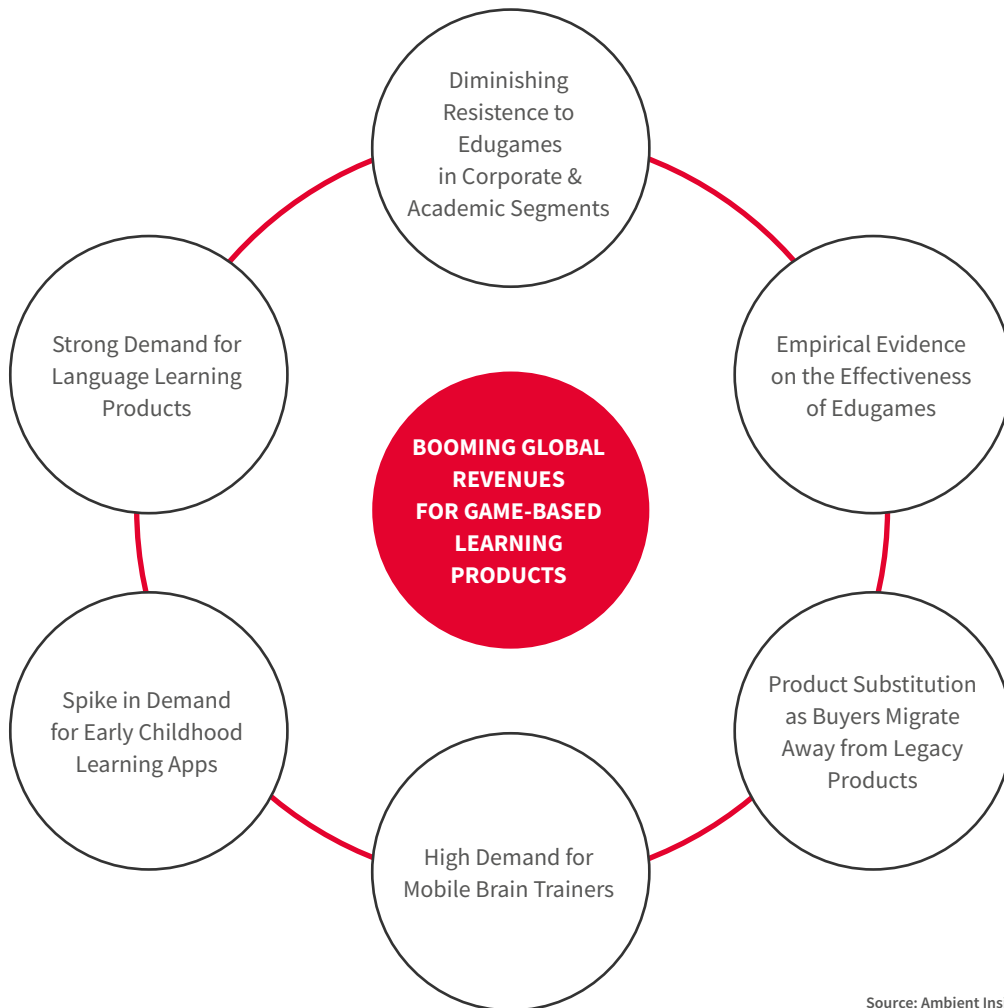 Diminishing
Resistence to
Edugames
in Corporate &
Academic Segments
Strong Demand for
Language Learning
Products
Empirical Evidence
on the Effectiveness
of Edugames
BOOMING GLOBAL
REVENUES
FOR GAME-BASED
LEARNING
PRODUCTS
Spike in Demand
for Early Childhood
Learning Apps
Product Substitution
as Buyers Migrate
Away from Legacy
Products
High Demand for
Mobile Brain Trainers
Source: Ambient Ins